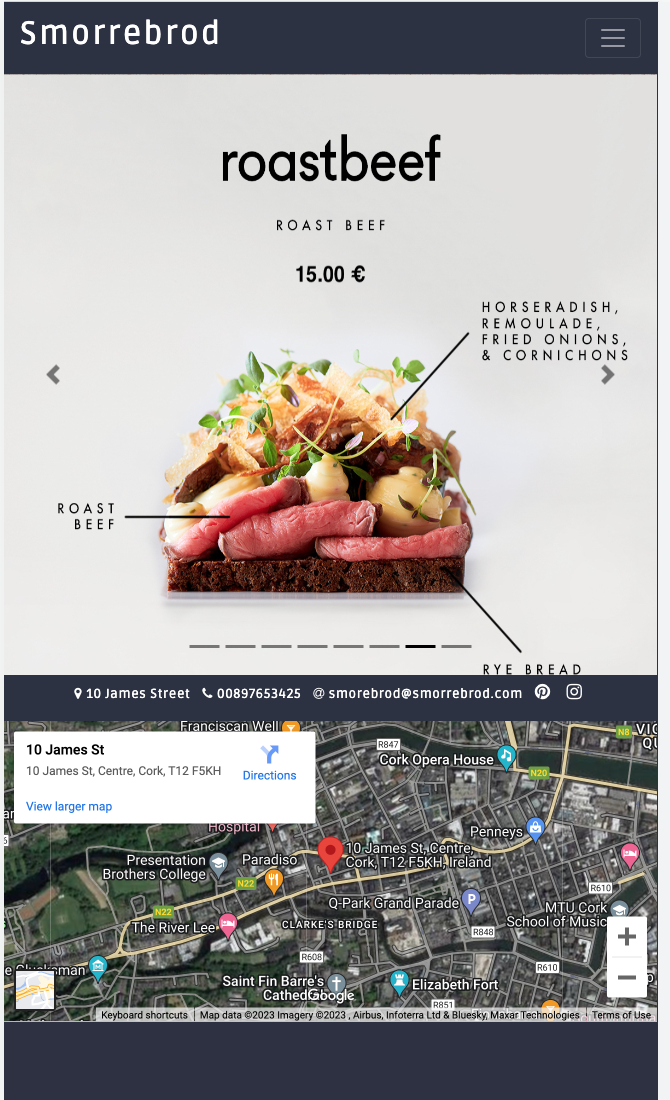 Smorrebrod
roastbeef
ROAST BEEF
15.00 €
HORSERADISH,
REMOULADE,
FRIED ONIONS,
& CORNICHONS
ROAST
BEEF
RYE BREAD
10 James Street 00897653425 @ smorebrod@smorrebrod.com
Franciscan Well
10 James St
10 James St, Centre, Cork, T12 F5KH
Directions
View larger map
R847
N8
Cork Opera House
N20
Hospital
Penneys
10 James St, Centre,
Cork, T12 F5KH, Ireland
Presentation
Brothers College
Paradiso
N22
R610
Q-Park Grand Parade
P
MTU Cork
School of Music
N22
The River Lee
CLARKE'S BRIDGE
R848
R608
R610
Glucksman
Saint Fin Barre's
Cathedral
Google
Elizabeth Fort
R851
Keyboard shortcuts
Map data ©2023 Imagery ©2023 , Airbus, Infoterra Ltd & Bluesky, Maxar Technologies
Terms of Use